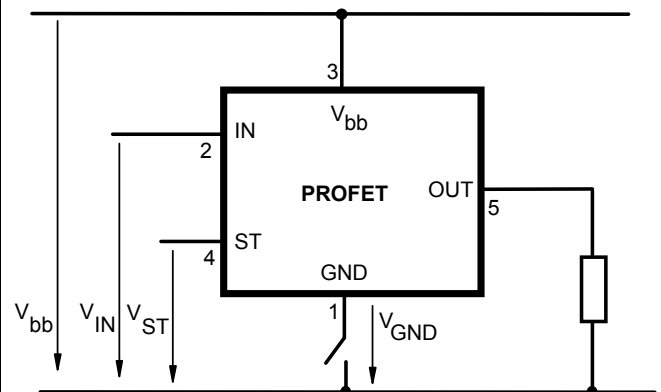 3
V_bb
IN
2
PROFET
OUT
5
ST
4
GND
1
V_bb
V_IN
V_ST
V_GND